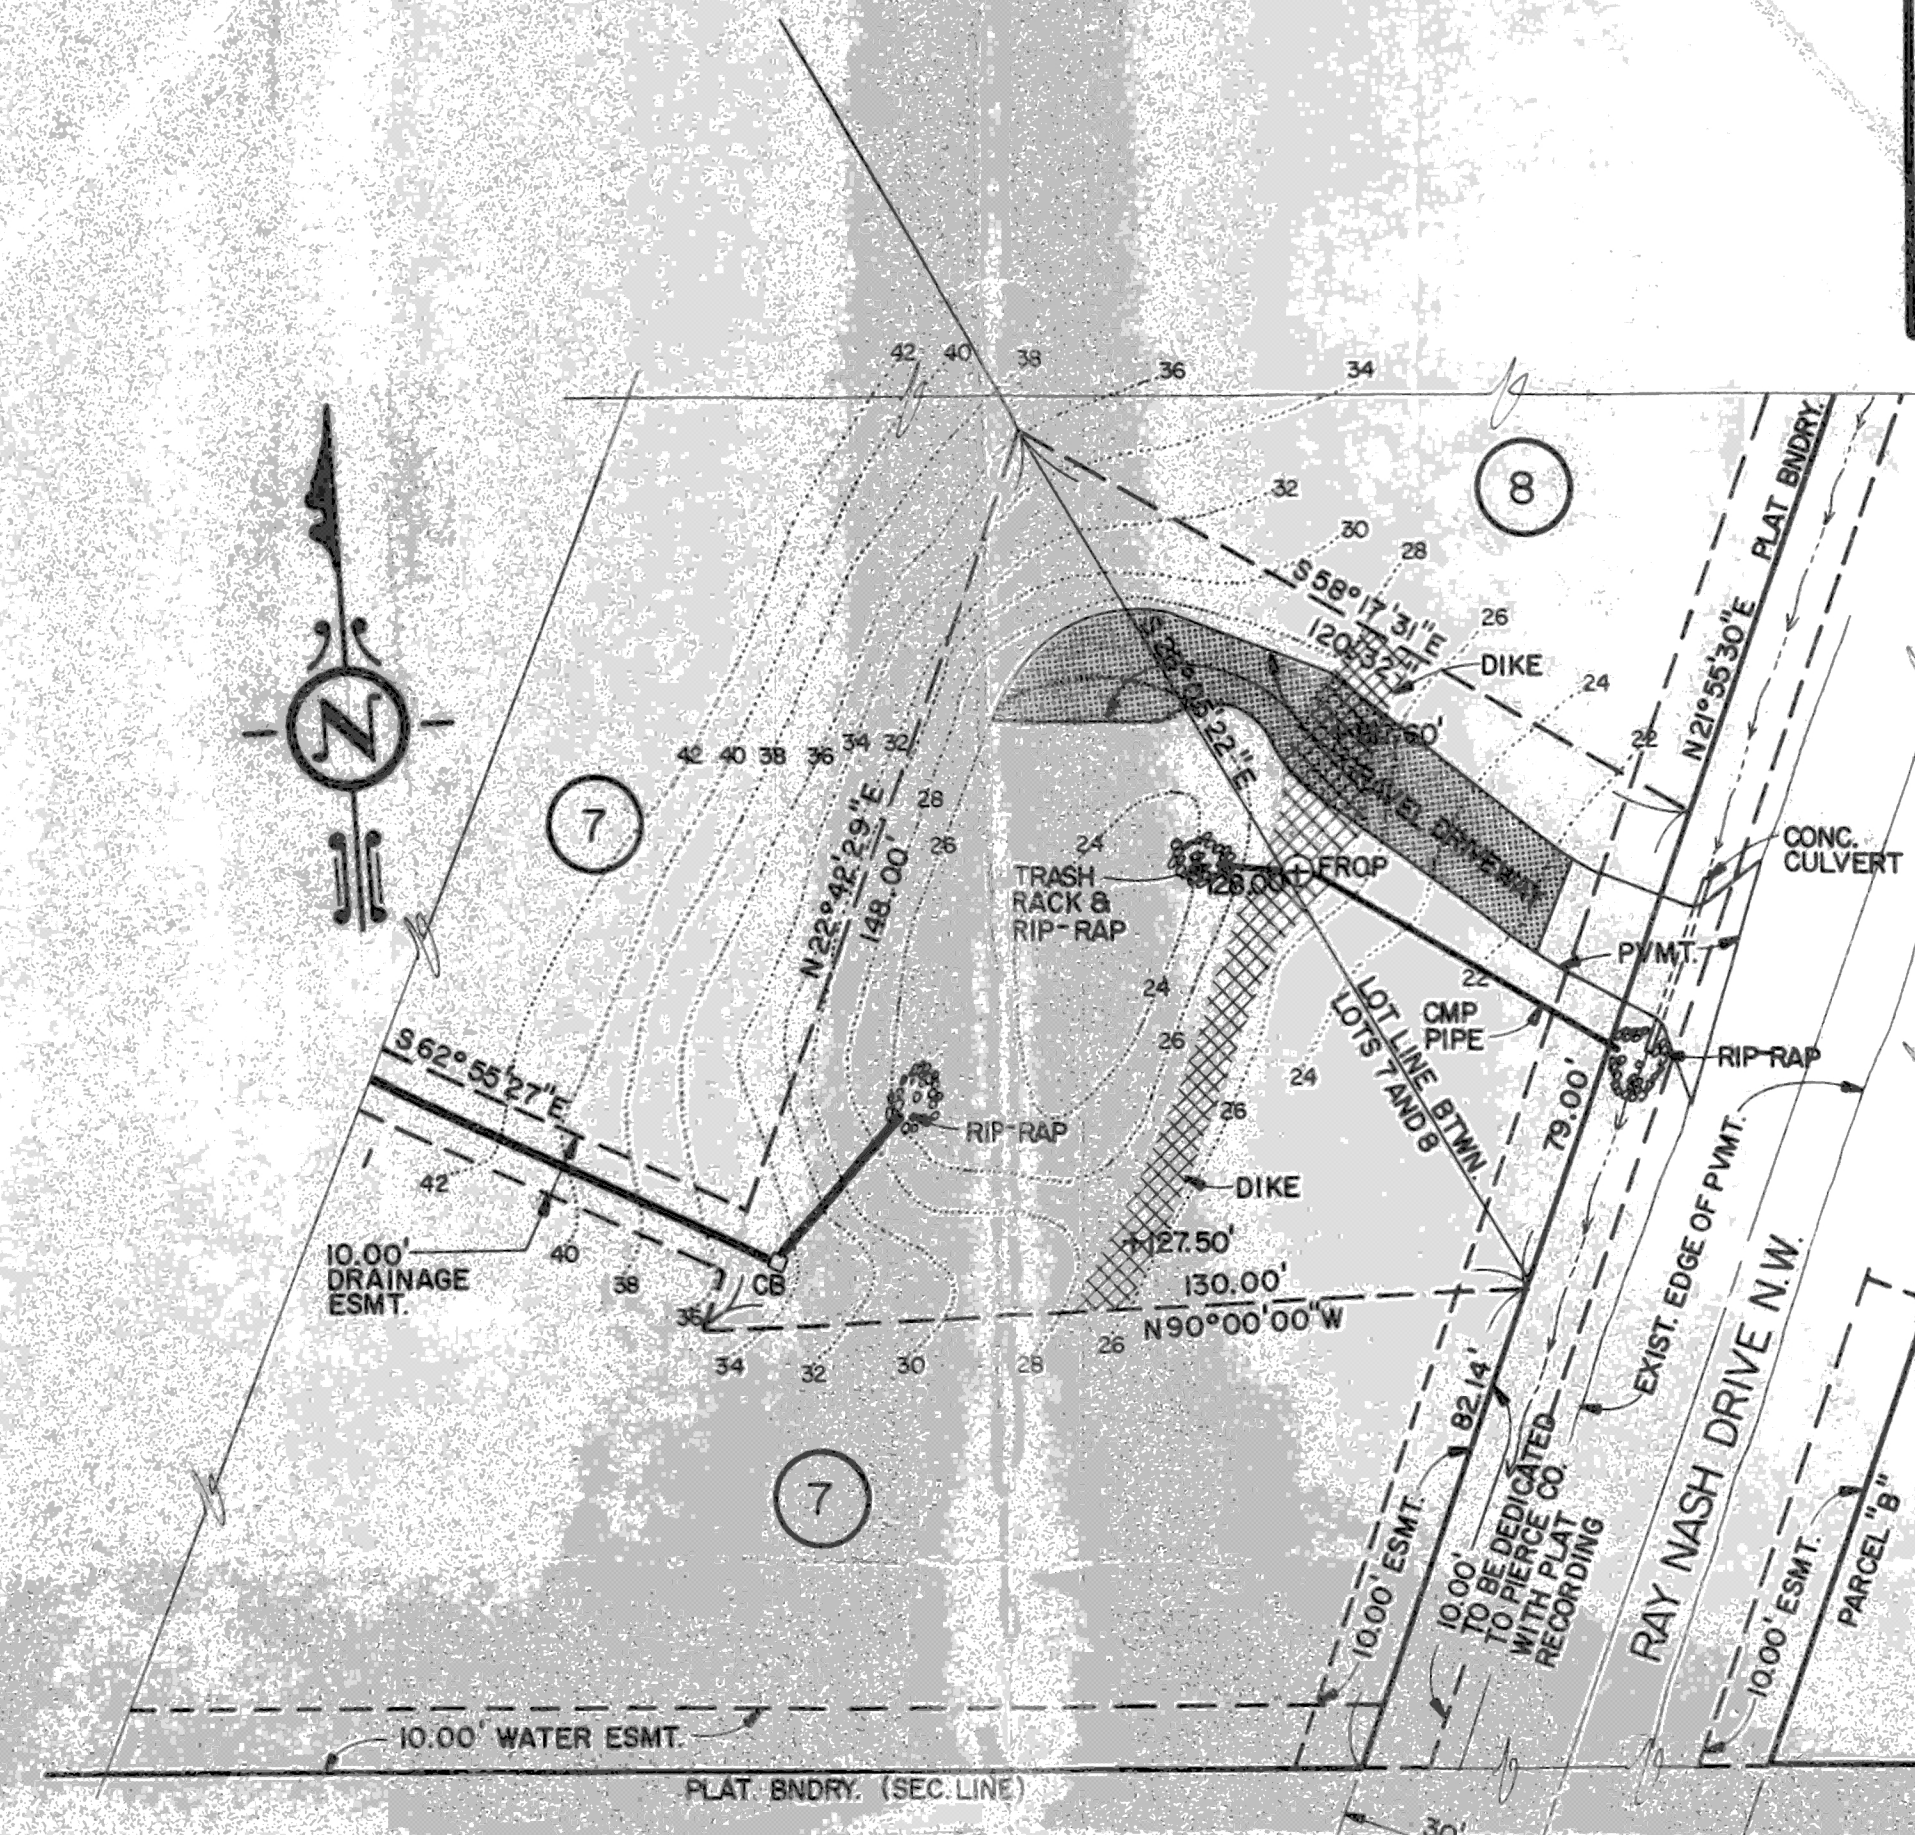 42 40 38 36 34
8
32
30
28
26
24
22
S 58°17'31"E
DIKE
PLAT BNDRY.
N21°55'30"E
N
7
42 40 38 36 34 32
28
26
N22°42'29"E
148.00'
GRAVEL DRIVEWAY
24
TRASH
RACK &
RIP-RAP
128.00'
FROP
CONC.
CULVERT
PVMT.
22
CMP
PIPE
24
26
24
26
LOT LINE BTWN.
LOTS 7 AND 8
RIP-RAP
79.00'
S 62°55'27"E
RIP-RAP
42
40
38
36
34
32
30
28
26
10.00'
DRAINAGE
ESMT.
CB
DIKE
127.50'
130.00'
N90°00'00"W
EXIST. EDGE OF PVMT.
RAY NASH DRIVE N.W.
82.14'
7
10.00' ESMT.
10.00'
TO BE DEDICATED
TO PIERCE CO.
WITH PLAT
RECORDING
10.00' ESMT.
PARCEL "B"
10.00' WATER ESMT.
PLAT. BNDRY. (SEC. LINE)
30'